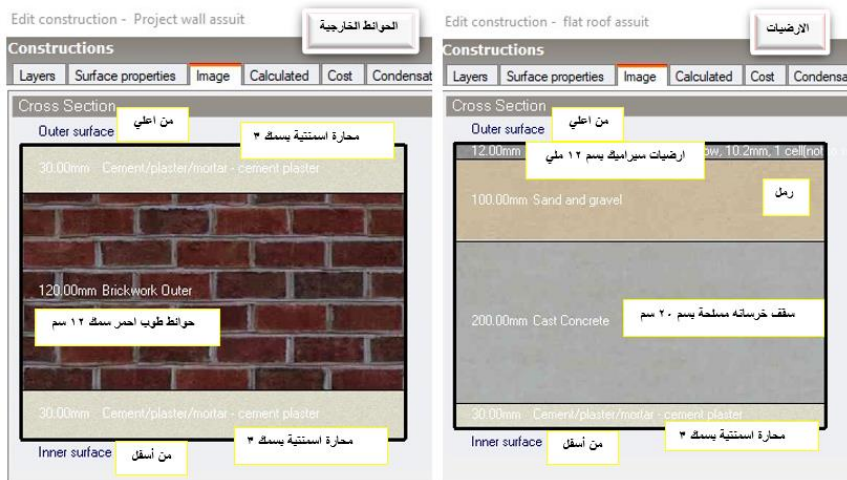 Edit construction - Project wall assuit
الحوائط الخارجية
Constructions
Layers Surface properties Image Calculated Cost Condensat
Cross Section
Outer surface
من اعلي
محارة اسمنتية بسمك ٣
30.00mm Cement/plaster/mortar - cement plaster
120.00mm Brickwork Outer
حوائط طوب احمر سمك ١٢ سم
30.00mm Cement/plaster/mortar - cement plaster
محارة اسمنتية بسمك ٣
Inner surface
من أسفل
Edit construction - flat roof assuit
الارضيات
Constructions
Layers Surface properties Image Calculated Cost Condensa
Cross Section
Outer surface
من اعلي
12.00mm ow, 10.2mm, 1 cell(not
ارضيات سيراميك بسم ١٢ ملي
100.00mm Sand and gravel
رمل
200.00mm Cast Concrete
سقف خرسانه مسلحة بسم ٢٠ سم
30.00mm Cement/plaster/mortar - cement plaster
محارة اسمنتية بسمك ٣
Inner surface
من أسفل